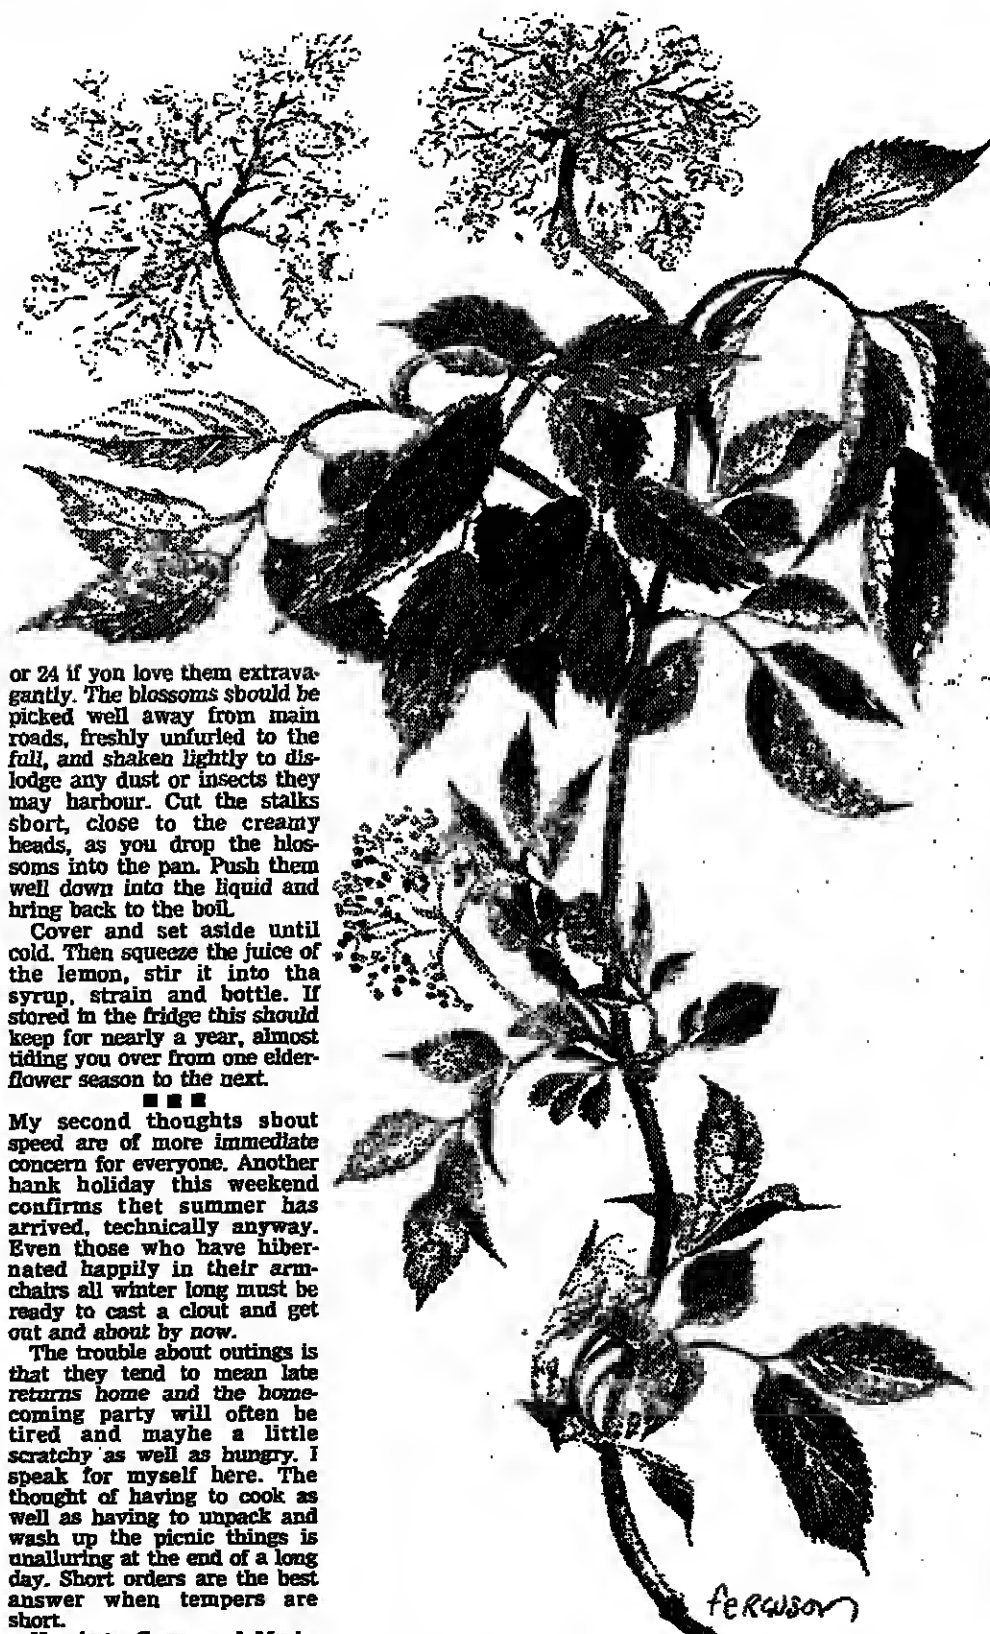 or 24 if yon love them extrava-
gantly. The blossoms should be
picked well away from main
roads, freshly unfurled to the
full, and shaken lightly to dis-
lodge any dust or insects they
may harbour. Cut the stalks
sbort, close to the creamy
heads, as you drop the blos-
soms into the pan. Push them
well down into the liquid and
bring back to the boil.
Cover and set aside until
cold. Then squeeze the juice of
the lemon, stir it into tha
syrup, strain and bottle. If
stored in the fridge this should
keep for nearly a year, almost
tiding you over from one elder-
flower season to the next.
■ ■ ■
My second thoughts sbout
speed are of more immediate
concern for everyone. Another
hank holiday this weekend
confirms thet summer has
arrived, technically anyway.
Even those who have hiber-
nated happily in their arm-
chairs all winter long must be
ready to cast a clout and get
out and about by now.
The trouble about outings is
that they tend to mean late
returns home and the home-
coming party will often be
tired and mayhe a little
scratchy as well as hungry. I
speak for myself here. The
thought of having to cook as
well as having to unpack and
wash up the picnic things is
unalluring at the end of a long
day. Short orders are the best
answer when tempers are
short.
ferguson